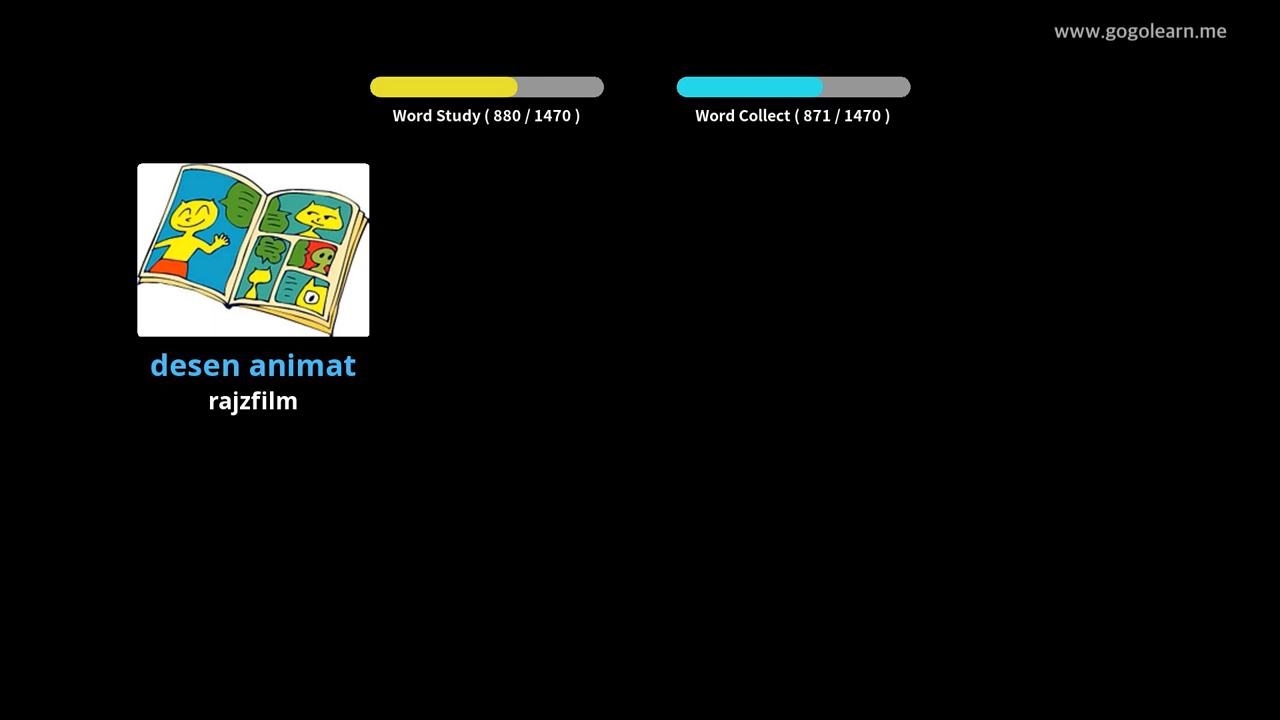 www.gogolearn.me
Word Study ( 880 / 1470 )
Word Collect ( 871 / 1470 )
desen animat
rajzfilm